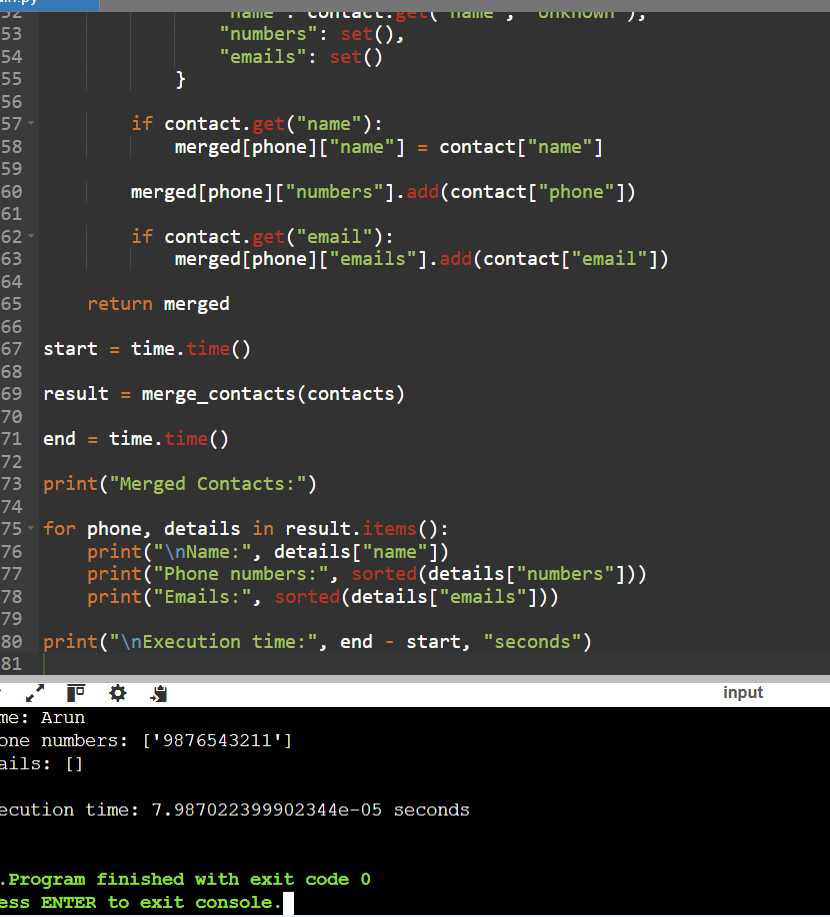 52 "name": contact.get("name", "Unknown"),
53 "numbers": set(),
54 "emails": set()
55 }
56
57 if contact.get("name"):
58 merged[phone]["name"] = contact["name"]
59
60 merged[phone]["numbers"].add(contact["phone"])
61
62 if contact.get("email"):
63 merged[phone]["emails"].add(contact["email"])
64
65 return merged
66
67 start = time.time()
68
69 result = merge_contacts(contacts)
70
71 end = time.time()
72
73 print("Merged Contacts:")
74
75 for phone, details in result.items():
76 print("\nName:", details["name"])
77 print("Phone numbers:", sorted(details["numbers"]))
78 print("Emails:", sorted(details["emails"]))
79
80 print("\nExecution time:", end - start, "seconds")
81
input
me: Arun
one numbers: ['9876543211']
ails: []
ecution time: 7.987022399902344e-05 seconds
.Program finished with exit code 0
ess ENTER to exit console.